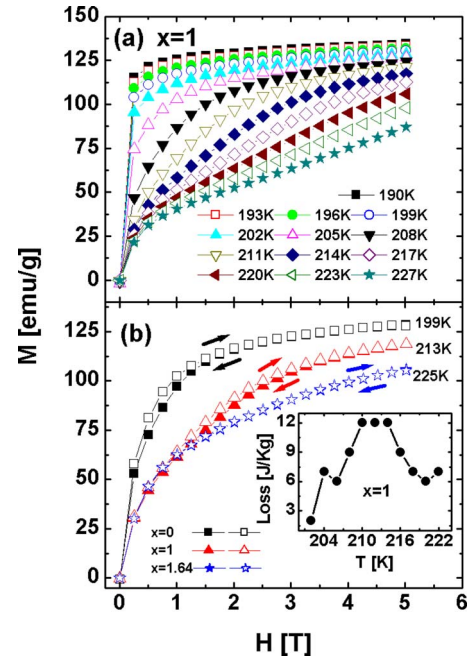 (a) x=1
150
125
100
75
50
25
0
190K
193K 196K 199K
202K 205K 208K
211K 214K 217K
220K 223K 227K
M [emu/g]
(b)
199K
213K
225K
125
100
75
50
25
0
x=0
x=1
x=1.64
Loss [J/Kg]
12
9
6
3
x=1
204 210 216 222
T [K]
0 1 2 3 4 5 6
H [T]